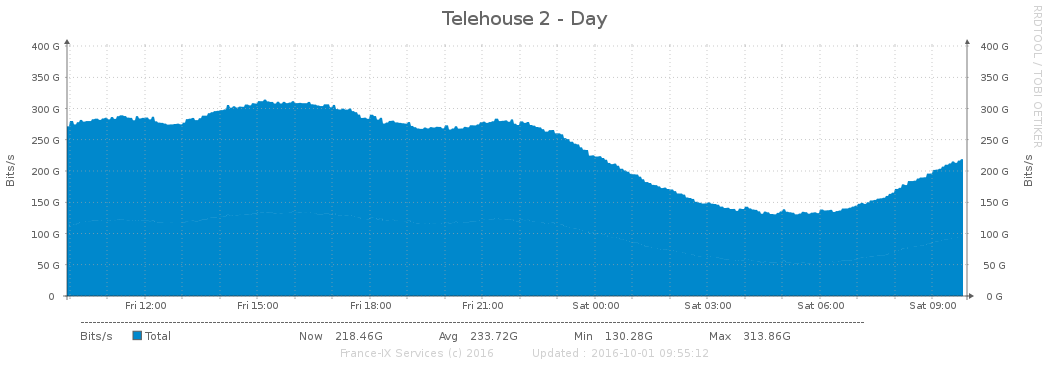 Telehouse 2 - Day
RRDTOOL / TOBI OETIKER
400 G 400 G
350 G 350 G
300 G 300 G
250 G 250 G
200 G 200 G
150 G 150 G
100 G 100 G
50 G 50 G
0 0 G
Bits/s Bits/s
Fri 12:00 Fri 15:00 Fri 18:00 Fri 21:00 Sat 00:00 Sat 03:00 Sat 06:00 Sat 09:00
Bits/s Total Now 218.46G Avg 233.72G Min 130.28G Max 313.86G
France-IX Services (c) 2016 Updated : 2016-10-01 09:55:12